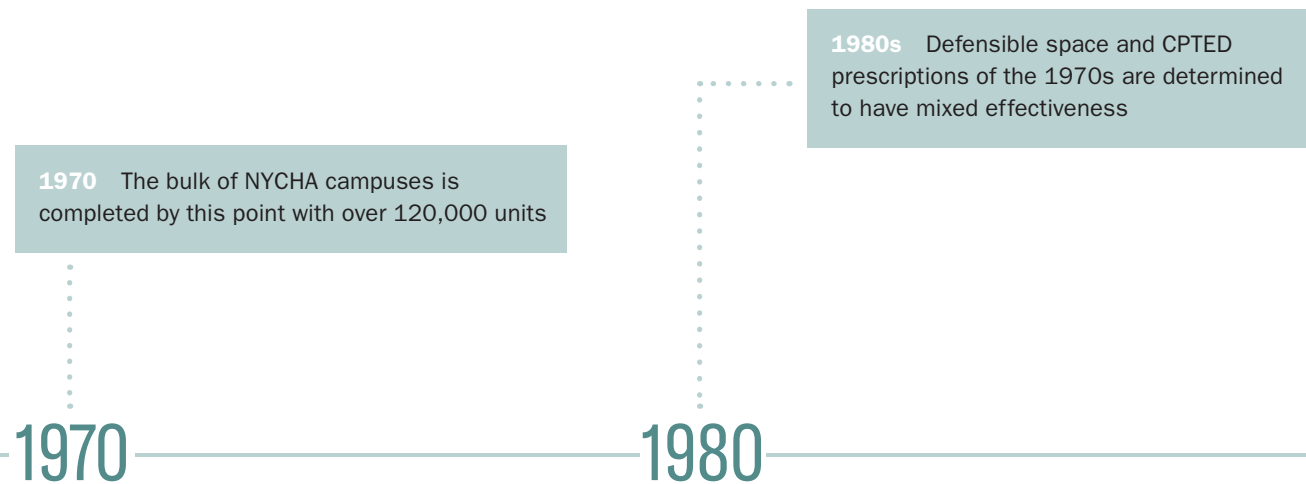 1980s Defensible space and CPTED
prescriptions of the 1970s are determined
to have mixed effectiveness
1970 The bulk of NYCHA campuses is
completed by this point with over 120,000 units
1970
1980